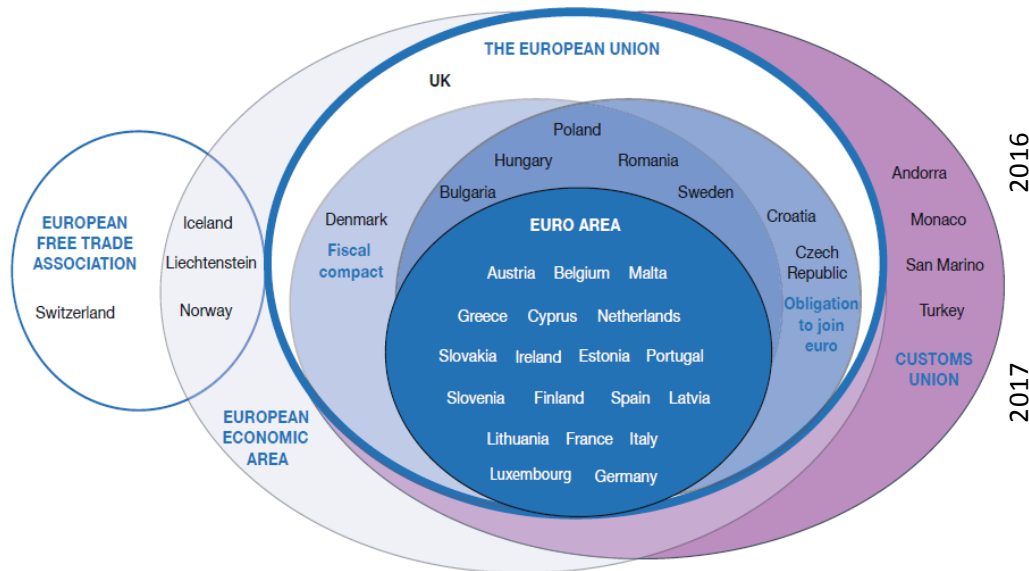 THE EUROPEAN UNION
UK
Poland
Hungary
Romania
Bulgaria
Sweden
Denmark
Fiscal
compact
Croatia
Czech
Republic
Obligation
to join
euro
EURO AREA
Austria Belgium Malta
Greece Cyprus Netherlands
Slovakia Ireland Estonia Portugal
Slovenia Finland Spain Latvia
Lithuania France Italy
Luxembourg Germany
EUROPEAN
FREE TRADE
ASSOCIATION
Switzerland
Iceland
Liechtenstein
Norway
EUROPEAN
ECONOMIC
AREA
Andorra
Monaco
San Marino
Turkey
CUSTOMS
UNION
2016
2017